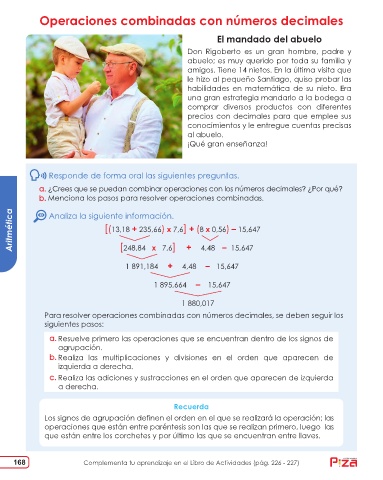 Operaciones combinadas con números decimales
El mandado del abuelo
Don Rigoberto es un gran hombre, padre y
abuelo; es muy querido por toda su familia y
amigos. Tiene 14 nietos. En la última visita que
le hizo al pequeño Santiago, quiso probar las
habilidades en matemática de su nieto. Era
una gran estrategia mandarlo a la bodega a
comprar diversos productos con diferentes
precios con decimales para que emplee sus
conocimientos y le entregue cuentas precisas
al abuelo.
¡Qué gran enseñanza!
Responde de forma oral las siguientes preguntas.
a. ¿Crees que se puedan combinar operaciones con los números decimales? ¿Por qué?
b. Menciona los pasos para resolver operaciones combinadas.
Aritmética
Analiza la siguiente información.
[(13,18 + 235,66) x 7,6] + (8 x 0,56) – 15,647
[248,84 x 7,6] + 4,48 – 15,647
1 891,184 + 4,48 – 15,647
1 895,664 – 15,647
1 880,017
Para resolver operaciones combinadas con números decimales, se deben seguir los
siguientes pasos:
a. Resuelve primero las operaciones que se encuentran dentro de los signos de
agrupación.
b. Realiza las multiplicaciones y divisiones en el orden que aparecen de
izquierda a derecha.
c. Realiza las adiciones y sustracciones en el orden que aparecen de izquierda
a derecha.
Recuerda
Los signos de agrupación definen el orden en el que se realizará la operación; las
operaciones que están entre paréntesis son las que se realizan primero, luego las
que están entre los corchetes y por último las que se encuentran entre llaves.
168
Complementa tu aprendizaje en el Libro de Actividades (pág. 226 - 227)
Piza